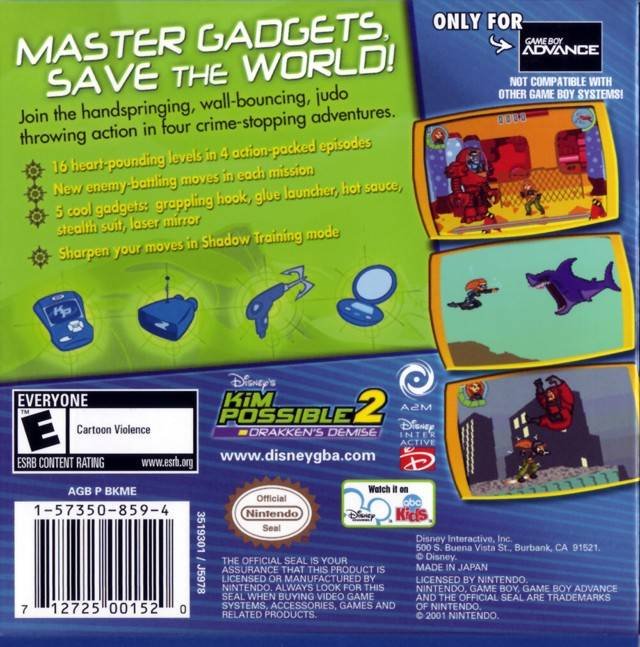 MASTER GADGETS,
SAVE THE WORLD!
Join the handspringing, wall-bouncing, judo
throwing action in four crime-stopping adventures.
16 heart-pounding levels in 4 action-packed episodes
New enemy-battling moves in each mission
5 cool gadgets: grappling hook, glue launcher, hot sauce,
stealth suit, laser mirror
Sharpen your moves in Shadow Training mode
ONLY FOR
GAME BOY
ADVANCE
NOT COMPATIBLE WITH
OTHER GAME BOY SYSTEMS!
KP
EVERYONE
TM
E
Cartoon Violence
ESRB CONTENT RATING www.esrb.org
DISNEY'S
KIM
POSSIBLE 2
DRAKKEN'S DEMISE
www.disneygba.com
A2M
DISNEY
INTER
ACTIVE
D
AGB P BKME
1-57350-859-4
7 12725 00152 0
3519301 / J5978
Official
Nintendo
Seal
THE OFFICIAL SEAL IS YOUR
ASSURANCE THAT THIS PRODUCT IS
LICENSED OR MANUFACTURED BY
NINTENDO. ALWAYS LOOK FOR THIS
SEAL WHEN BUYING VIDEO GAME
SYSTEMS, ACCESSORIES, GAMES AND
RELATED PRODUCTS.
Watch it on
Disney
CHANNEL
abc
Kids
Disney Interactive, Inc.
500 S. Buena Vista St., Burbank, CA 91521.
© Disney.
MADE IN JAPAN
LICENSED BY NINTENDO.
NINTENDO, GAME BOY, GAME BOY ADVANCE
AND THE OFFICIAL SEAL ARE TRADEMARKS
OF NINTENDO.
© 2001 NINTENDO.